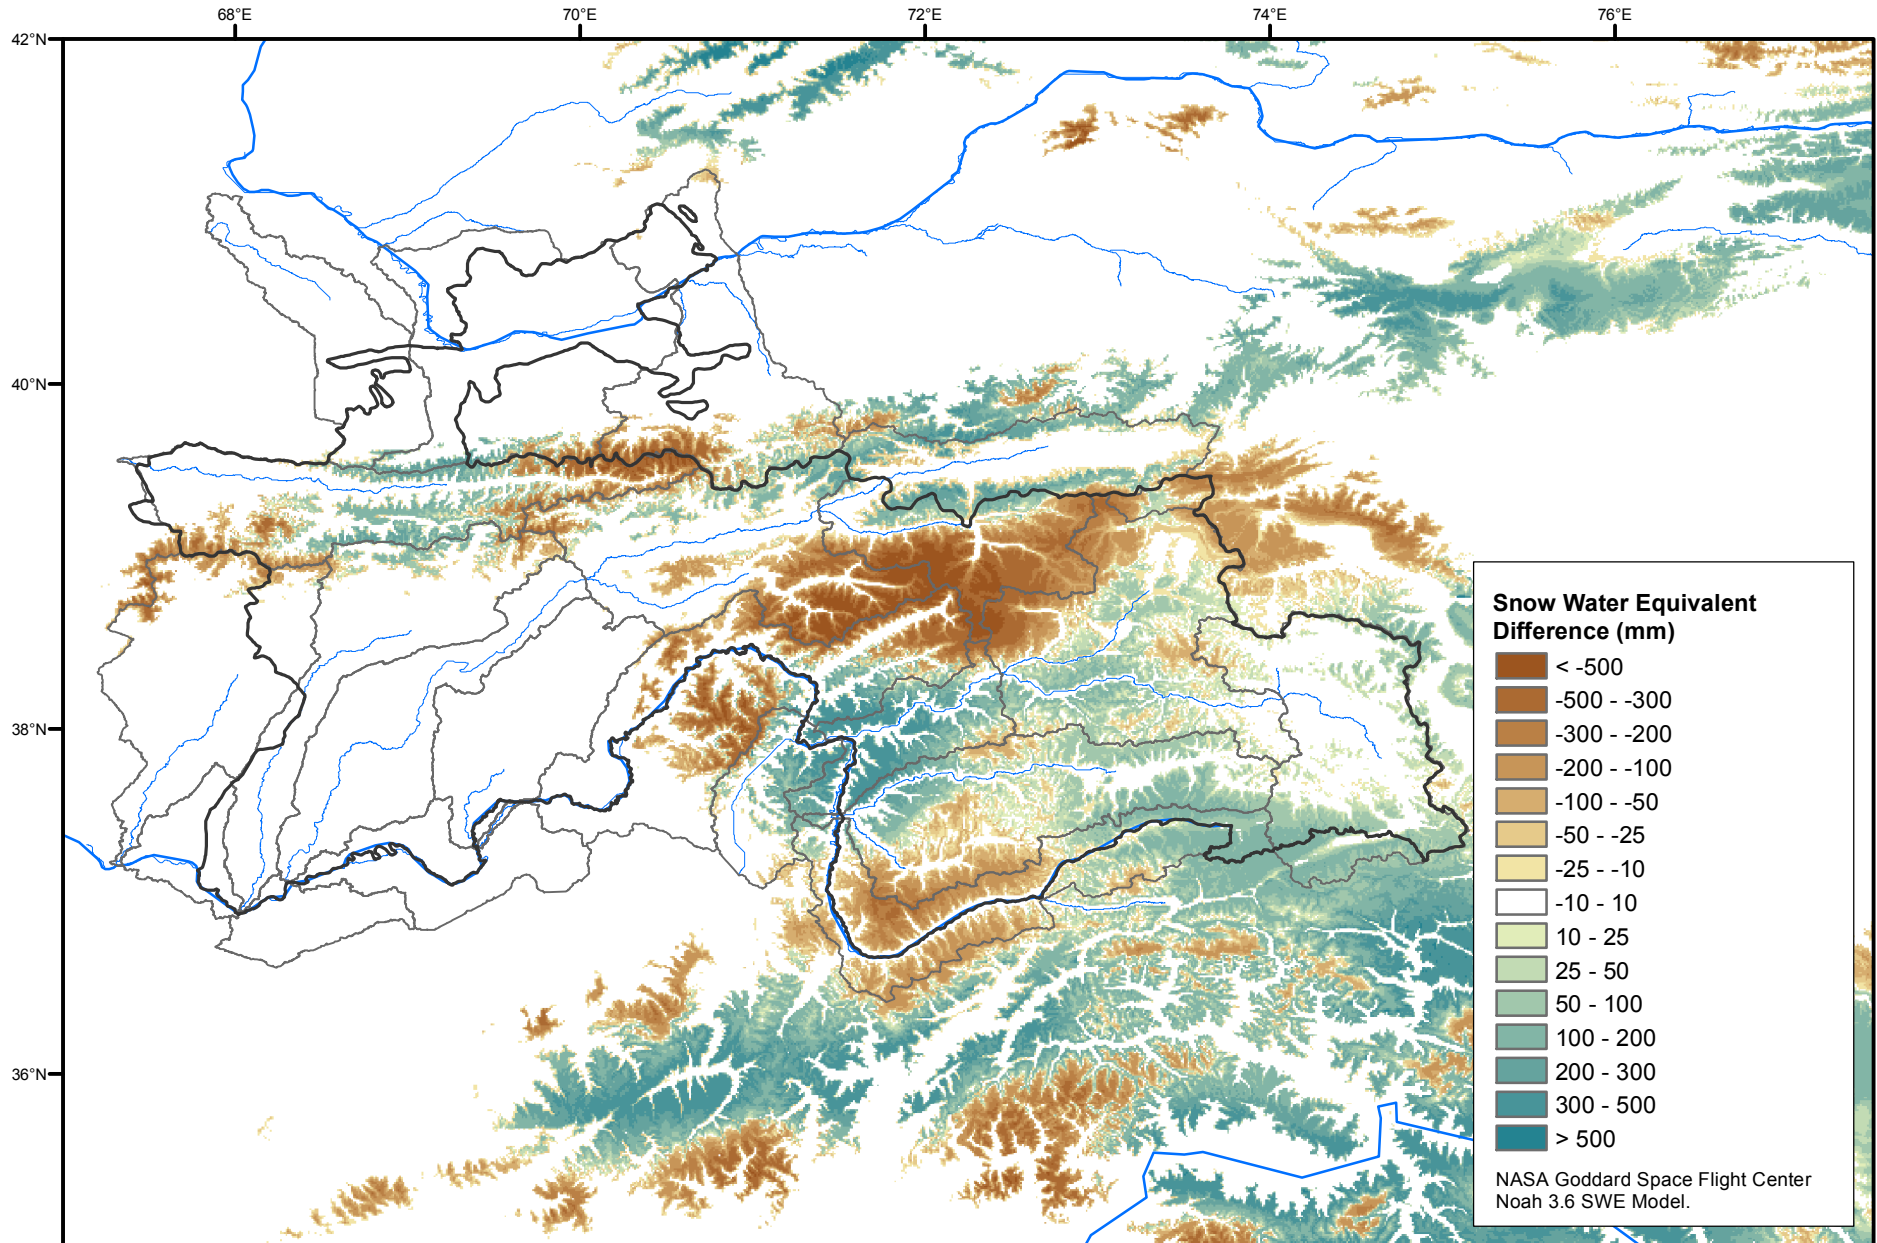 68°E 70°E 72°E 74°E 76°E
42°N
40°N
38°N
36°N
Snow Water Equivalent
Difference (mm)
< -500
-500 - -300
-300 - -200
-200 - -100
-100 - -50
-50 - -25
-25 - -10
-10 - 10
10 - 25
25 - 50
50 - 100
100 - 200
200 - 300
300 - 500
> 500
NASA Goddard Space Flight Center
Noah 3.6 SWE Model.